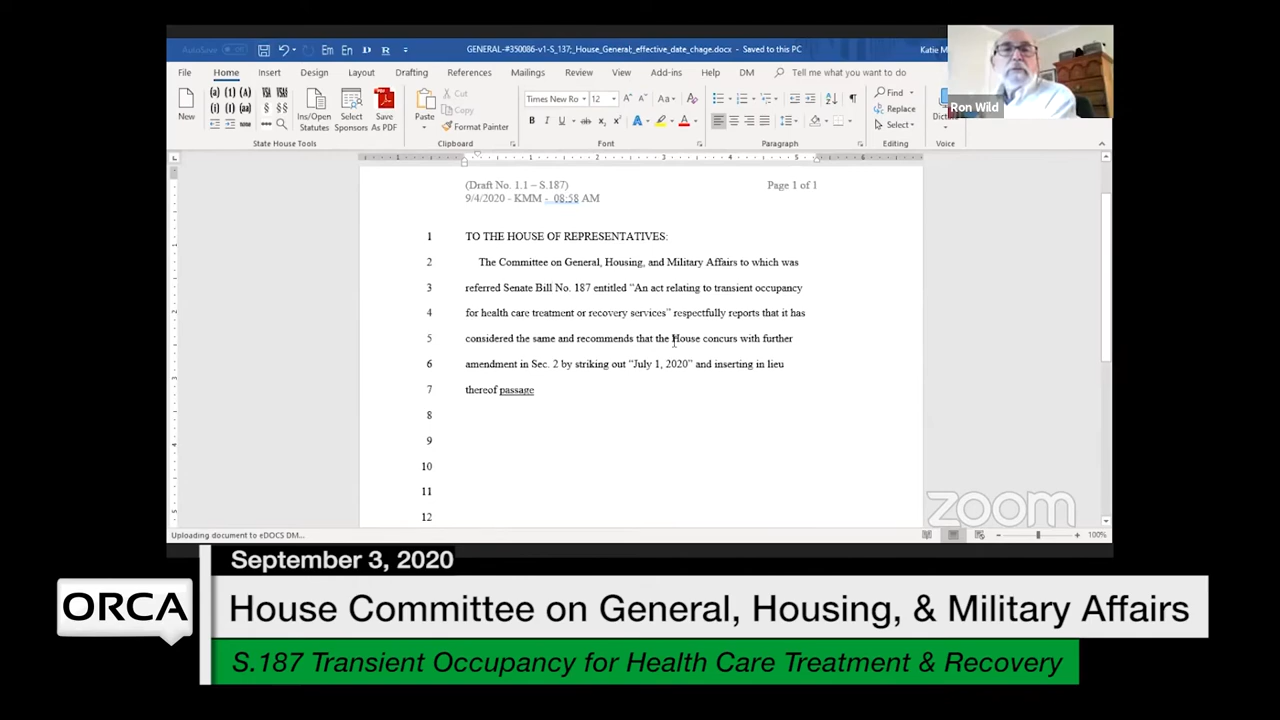 AutoSave Em En D R GENERAL-#350086-v1-S_137;_House_General;_effective_date_chage.docx - Saved to this PC Katie M
File Home Insert Design Layout Drafting References Mailings Review View Add-ins Help DM Tell me what you want to do
New Ins/Open Statutes Select Sponsors Save As PDF Paste Cut Copy Format Painter Times New Ro 12 Find Replace Select
State House Tools Clipboard Font Paragraph Editing Voice
Ron Wild
(Draft No. 1.1 – S.187) Page 1 of 1
9/4/2020 - KMM - 08:58 AM
1 TO THE HOUSE OF REPRESENTATIVES:
2 The Committee on General, Housing, and Military Affairs to which was
3 referred Senate Bill No. 187 entitled “An act relating to transient occupancy
4 for health care treatment or recovery services” respectfully reports that it has
5 considered the same and recommends that the House concurs with further
6 amendment in Sec. 2 by striking out “July 1, 2020” and inserting in lieu
7 thereof passage
8
9
10
11
12
zoom
Uploading document to eDOCS DM... 100%
September 3, 2020
ORCA House Committee on General, Housing, & Military Affairs
S.187 Transient Occupancy for Health Care Treatment & Recovery